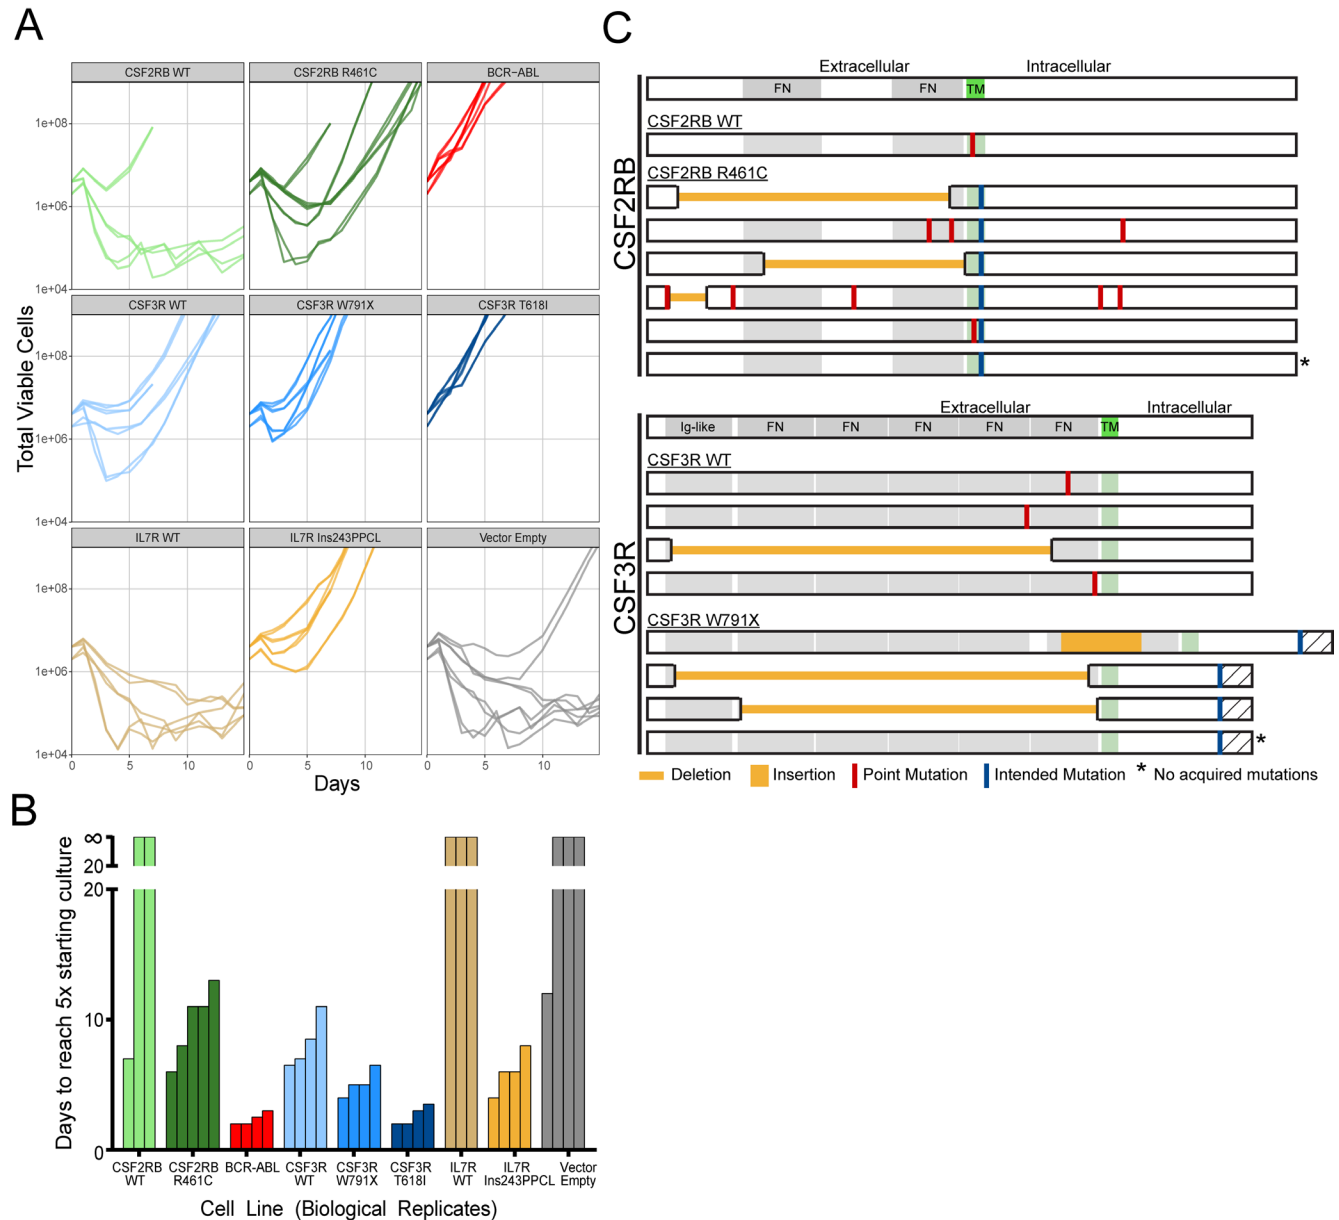 A
CSF2RB WT
CSF2RB R461C
BCR−ABL
1e+08
1e+06
1e+04
CSF3R WT
CSF3R W791X
CSF3R T618I
1e+08
1e+06
1e+04
IL7R WT
IL7R Ins243PPCL
Vector Empty
1e+08
1e+06
1e+04
0 5 10
0 5 10
0 5 10
Total Viable Cells
Days
B
Days to reach 5x starting culture
∞
20
20
10
0
CSF2RB WT
CSF2RB R461C
BCR-ABL
CSF3R WT
CSF3R W791X
CSF3R T618I
IL7R WT
IL7R Ins243PPCL
Vector Empty
Cell Line (Biological Replicates)
C
CSF2RB
Extracellular Intracellular
FN FN TM
CSF2RB WT
CSF2RB R461C
*
CSF3R
Extracellular Intracellular
Ig-like FN FN FN FN FN TM
CSF3R WT
CSF3R W791X
*
Deletion Insertion Point Mutation Intended Mutation * No acquired mutations